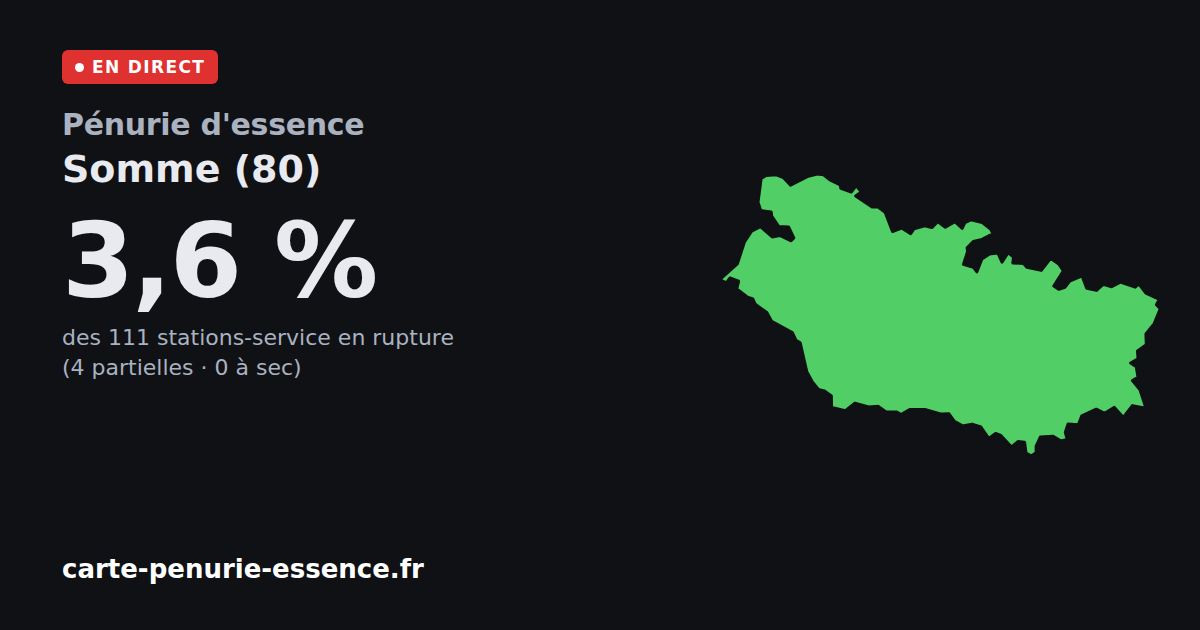 EN DIRECT
Pénurie d'essence
Somme (80)
3,6 %
des 111 stations-service en rupture
(4 partielles · 0 à sec)
carte-penurie-essence.fr